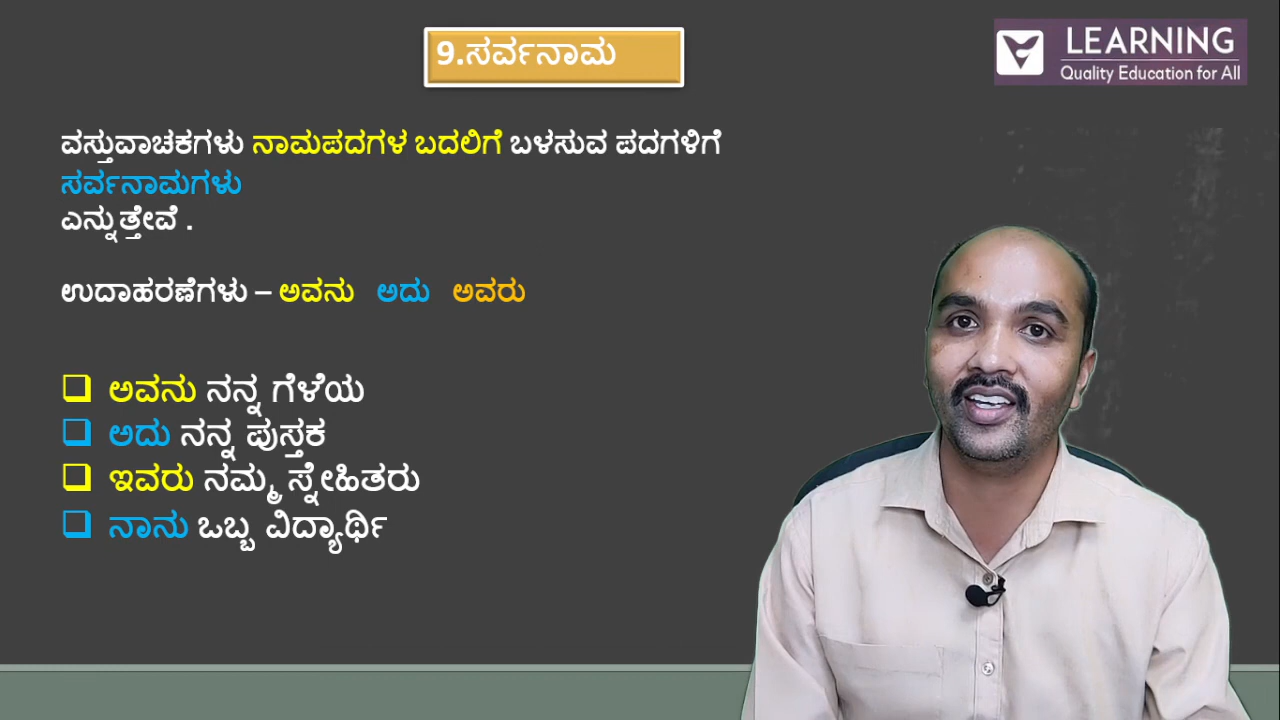 9.ಸರ್ವನಾಮ
LEARNING
Quality Education for All
ವಸ್ತುವಾಚಕಗಳು ನಾಮಪದಗಳ ಬದಲಿಗೆ ಬಳಸುವ ಪದಗಳಿಗೆ
ಸರ್ವನಾಮಗಳು
ಎನ್ನುತ್ತೇವೆ .
ಉದಾಹರಣೆಗಳು – ಅವನು ಅದು ಅವರು
ಅವನು ನನ್ನ ಗೆಳೆಯ
ಅದು ನನ್ನ ಪುಸ್ತಕ
ಇವರು ನಮ್ಮ ಸ್ನೇಹಿತರು
ನಾನು ಒಬ್ಬ ವಿದ್ಯಾರ್ಥಿ